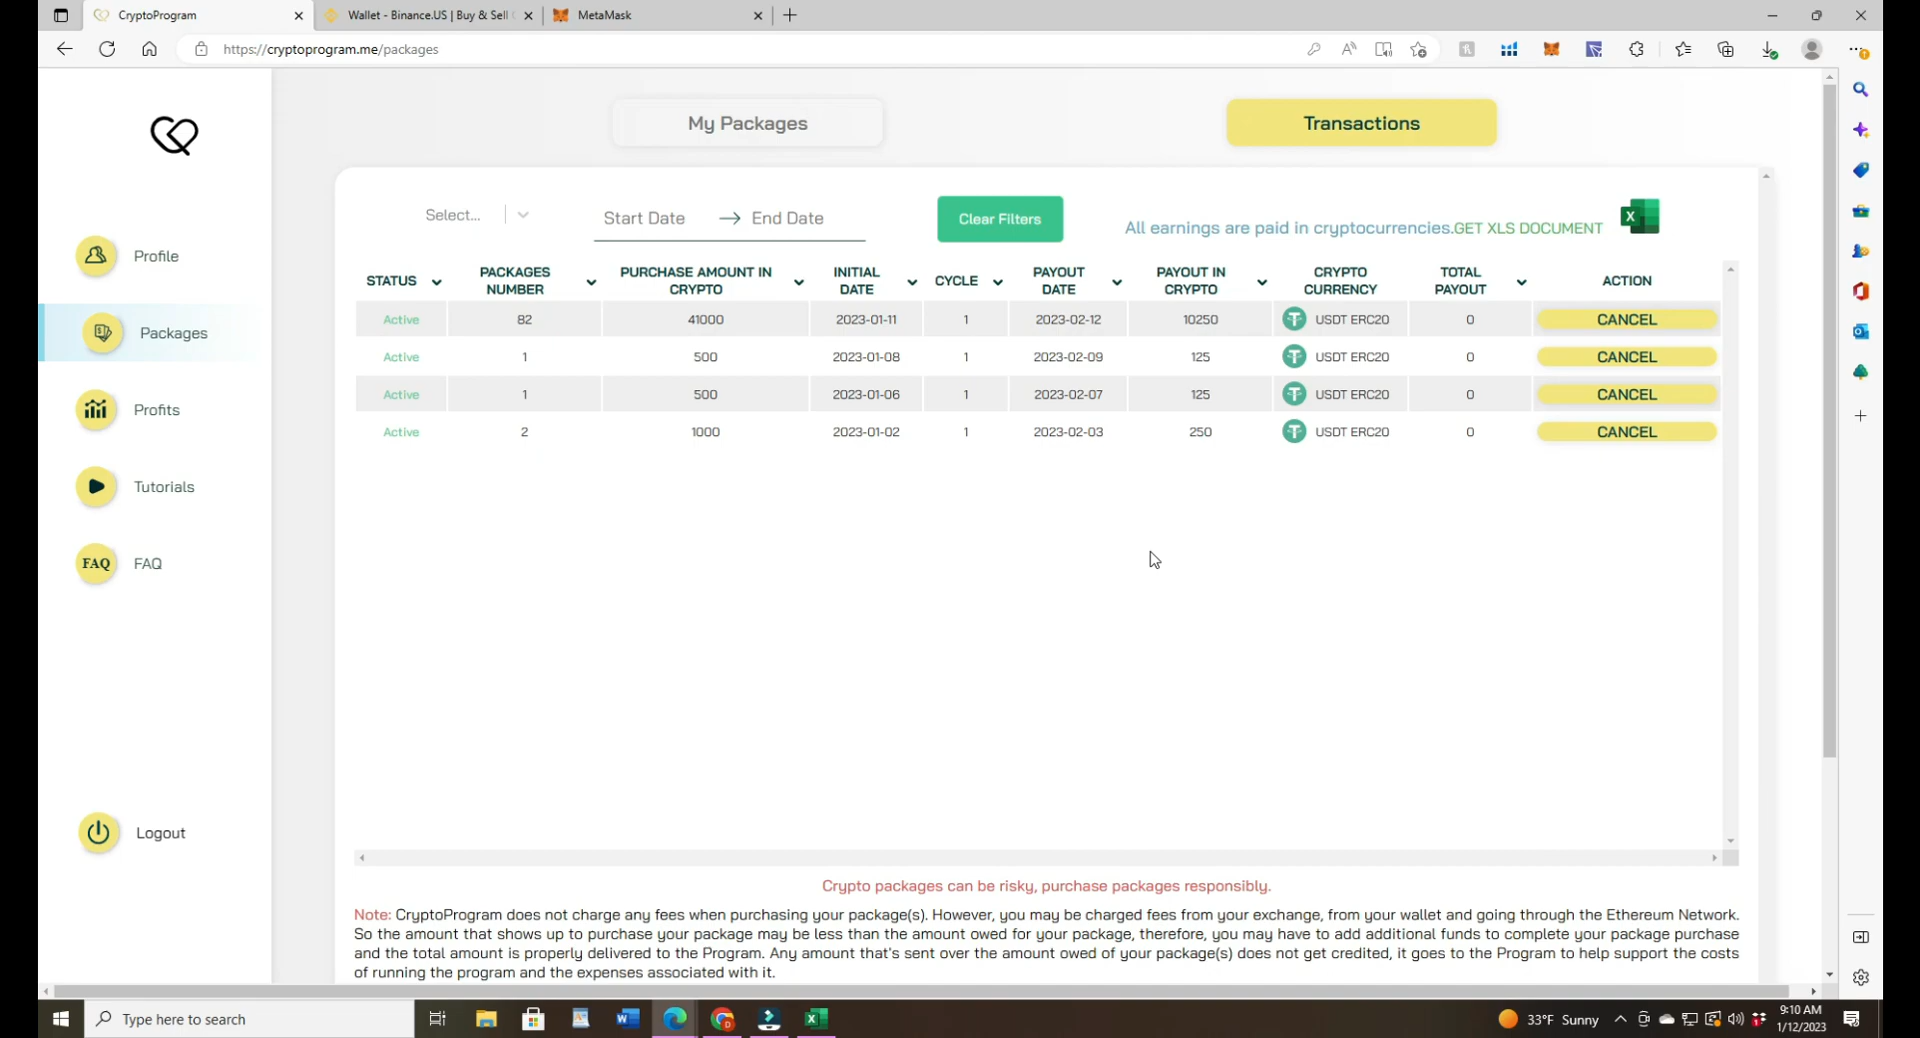 CryptoProgram
Wallet - Binance.US | Buy & Sell
MetaMask
https://cryptoprogram.me/packages
My Packages
Transactions
Select...
Start Date
End Date
Clear Filters
All earnings are paid in cryptocurrencies.GET XLS DOCUMENT
STATUS PACKAGES NUMBER PURCHASE AMOUNT IN CRYPTO INITIAL DATE CYCLE PAYOUT DATE PAYOUT IN CRYPTO CRYPTO CURRENCY TOTAL PAYOUT ACTION
Active 82 41000 2023-01-11 1 2023-02-12 10250 USDT ERC20 0 CANCEL
Active 1 500 2023-01-08 1 2023-02-09 125 USDT ERC20 0 CANCEL
Active 1 500 2023-01-06 1 2023-02-07 125 USDT ERC20 0 CANCEL
Active 2 1000 2023-01-02 1 2023-02-03 250 USDT ERC20 0 CANCEL
Profile
Packages
Profits
Tutorials
FAQ FAQ
Logout
Crypto packages can be risky, purchase packages responsibly.
Note: CryptoProgram does not charge any fees when purchasing your package(s). However, you may be charged fees from your exchange, from your wallet and going through the Ethereum Network.
So the amount that shows up to purchase your package may be less than the amount owed for your package, therefore, you may have to add additional funds to complete your package purchase
and the total amount is properly delivered to the Program. Any amount that's sent over the amount owed of your package(s) does not get credited, it goes to the Program to help support the costs
of running the program and the expenses associated with it.
Type here to search
33°F Sunny
9:10 AM
1/12/2023